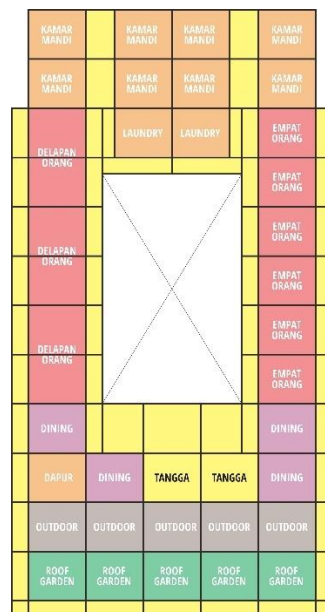 KAMAR MANDI KAMAR MANDI KAMAR MANDI KAMAR MANDI
KAMAR MANDI KAMAR MANDI KAMAR MANDI KAMAR MANDI
LAUNDRY LAUNDRY EMPAT ORANG
DELAPAN ORANG
EMPAT ORANG
DELAPAN ORANG EMPAT ORANG
EMPAT ORANG
DELAPAN ORANG EMPAT ORANG
EMPAT ORANG
DINING DINING
DAPUR DINING TANGGA TANGGA DINING
OUTDOOR OUTDOOR OUTDOOR OUTDOOR OUTDOOR
ROOF GARDEN ROOF GARDEN ROOF GARDEN ROOF GARDEN ROOF GARDEN